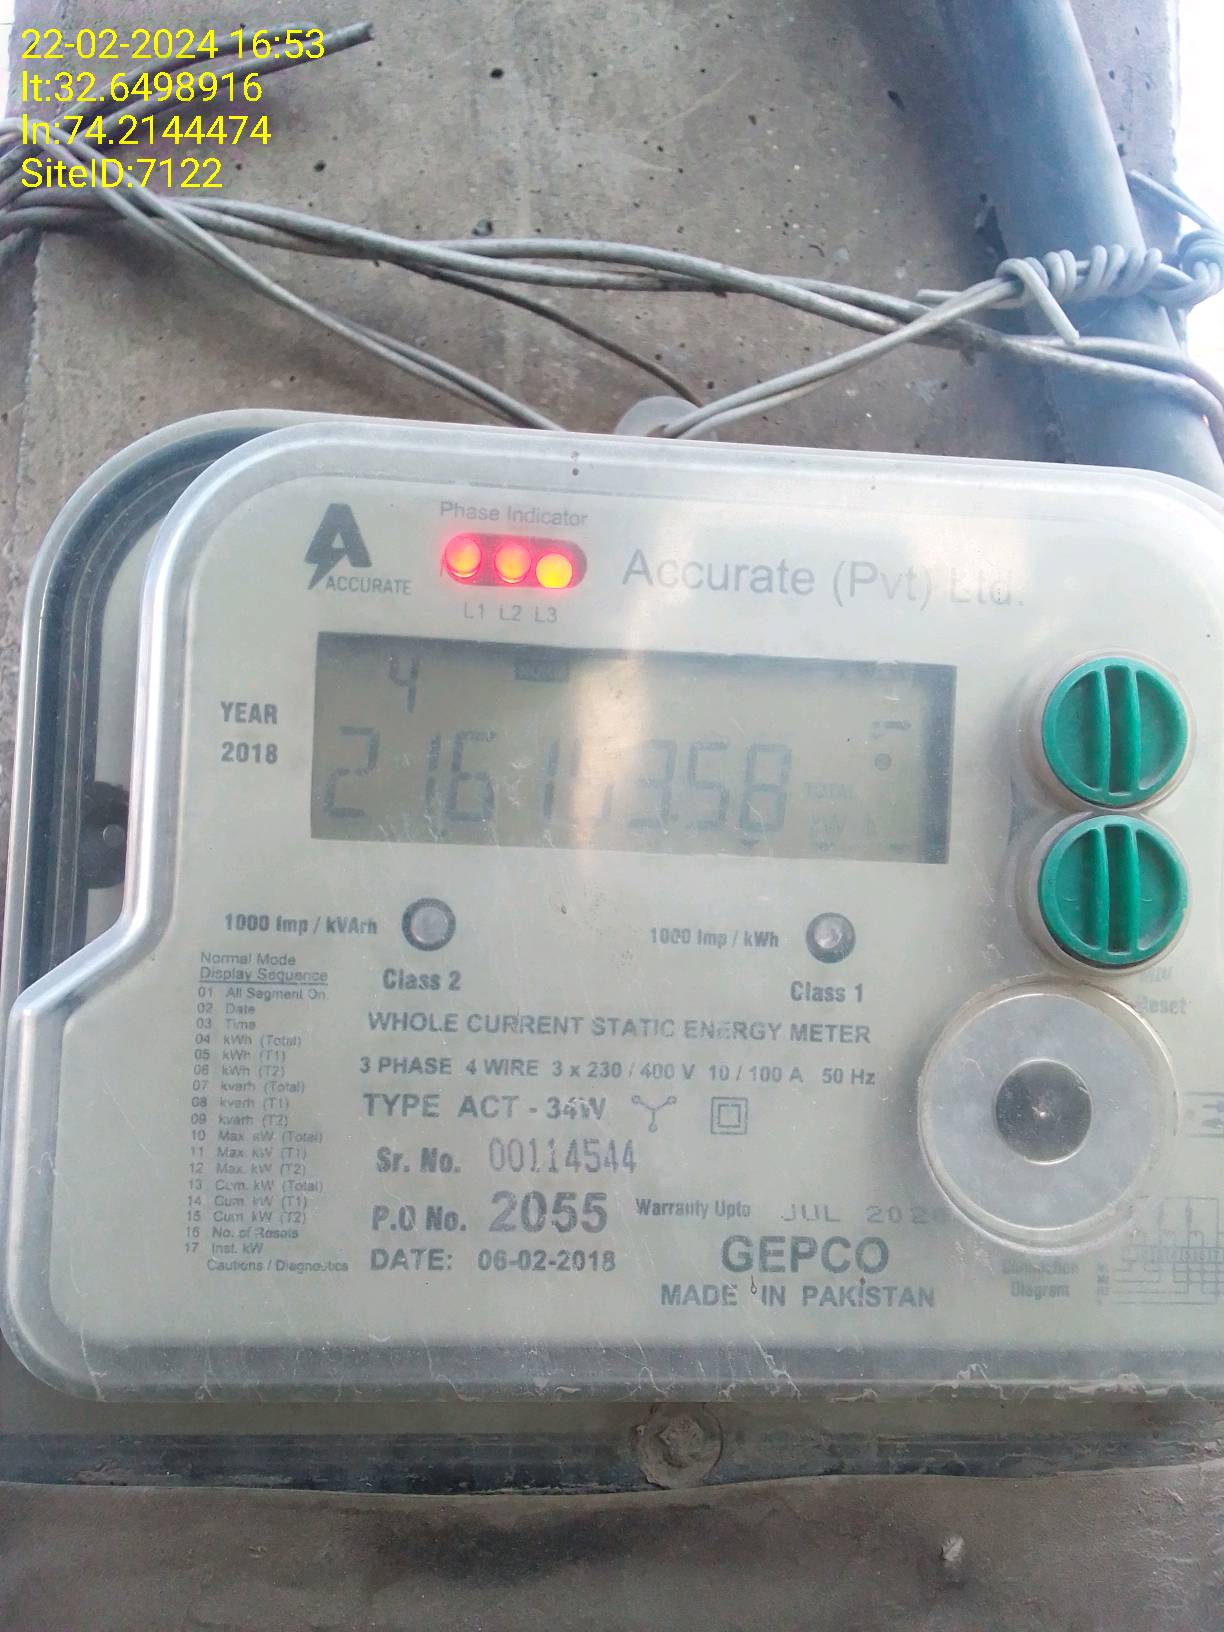 22-02-2024 16:53
lt:32.6498916
ln:74.2144474
SiteID:7122
Phase Indicator
ACCURATE
Accurate (Pvt) Ltd.
L1 L2 L3
4
YEAR
2018
TOTAL
1000 Imp / kVArh
1000 Imp / kWh
Class 2
Class 1
Reset
Normal Mode
Display Sequence
01 All Segment On
02 Date
03 Time
04 kWh (Total)
05 kWh (T1)
06 kWh (T2)
07 kvarh (Total)
08 kvarh (T1)
09 kvarh (T2)
10 Max. kW (Total)
11 Max. kW (T1)
12 Max. kW (T2)
13 Cum. kW (Total)
14 Cum. kW (T1)
15 Cum. kW (T2)
16 No. of Resets
17 Inst. kW
Cautions / Diagnostics
WHOLE CURRENT STATIC ENERGY METER
3 PHASE 4 WIRE 3 x 230 / 400 V 10 / 100 A 50 Hz
TYPE ACT - 34W
Sr. No. 00114544
P.O No. 2055
Warranty Upto JUL 2020
DATE: 06-02-2018
GEPCO
MADE IN PAKISTAN
Connection
Diagram